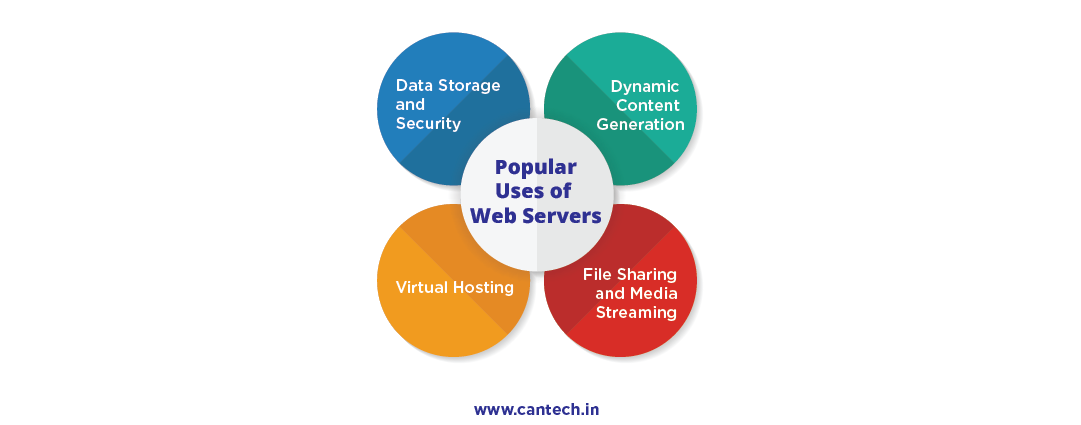 Data Storage
and
Security
Dynamic
Content
Generation
Popular
Uses of
Web Servers
Virtual Hosting
File Sharing
and Media
Streaming
www.cantech.in